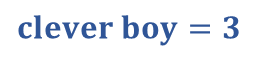 clever boy = 3